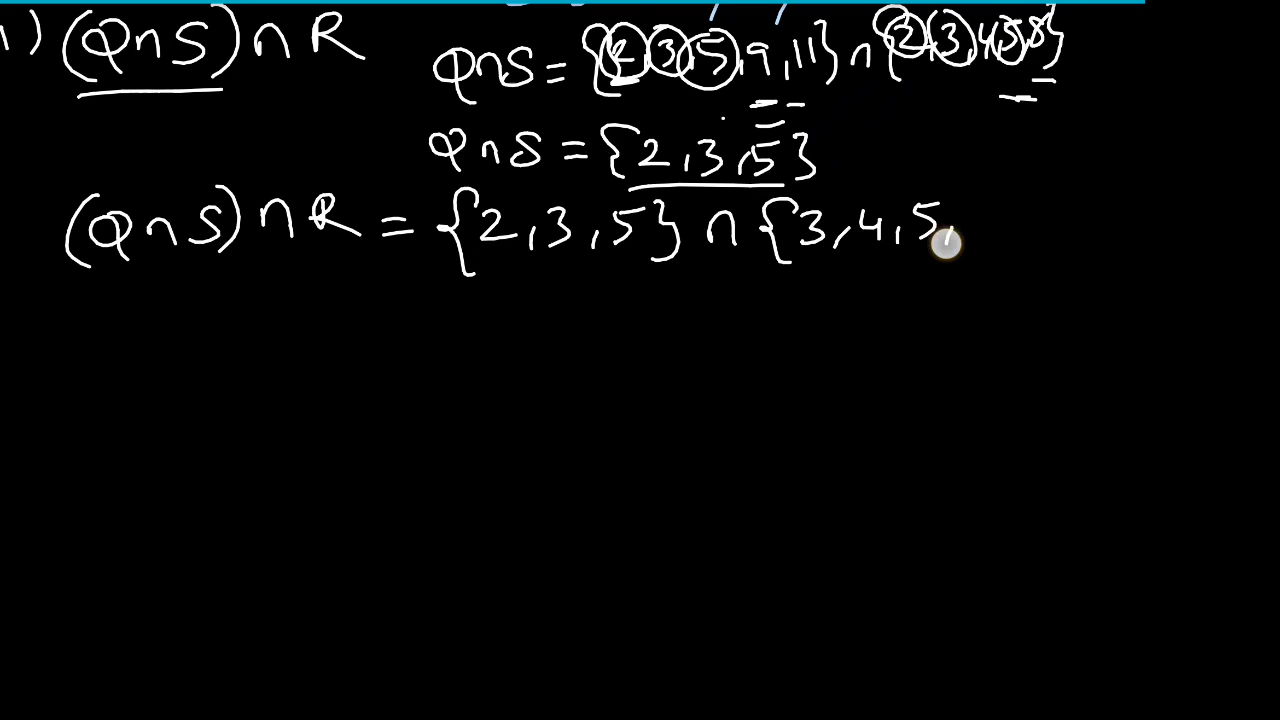 ) (Q∩S)∩R
Q∩S = {2,3,5,9,11} ∩ {2,3,4,5,8}
Q∩S = {2,3,5}
(Q∩S)∩R = {2,3,5} ∩ {3,4,5,